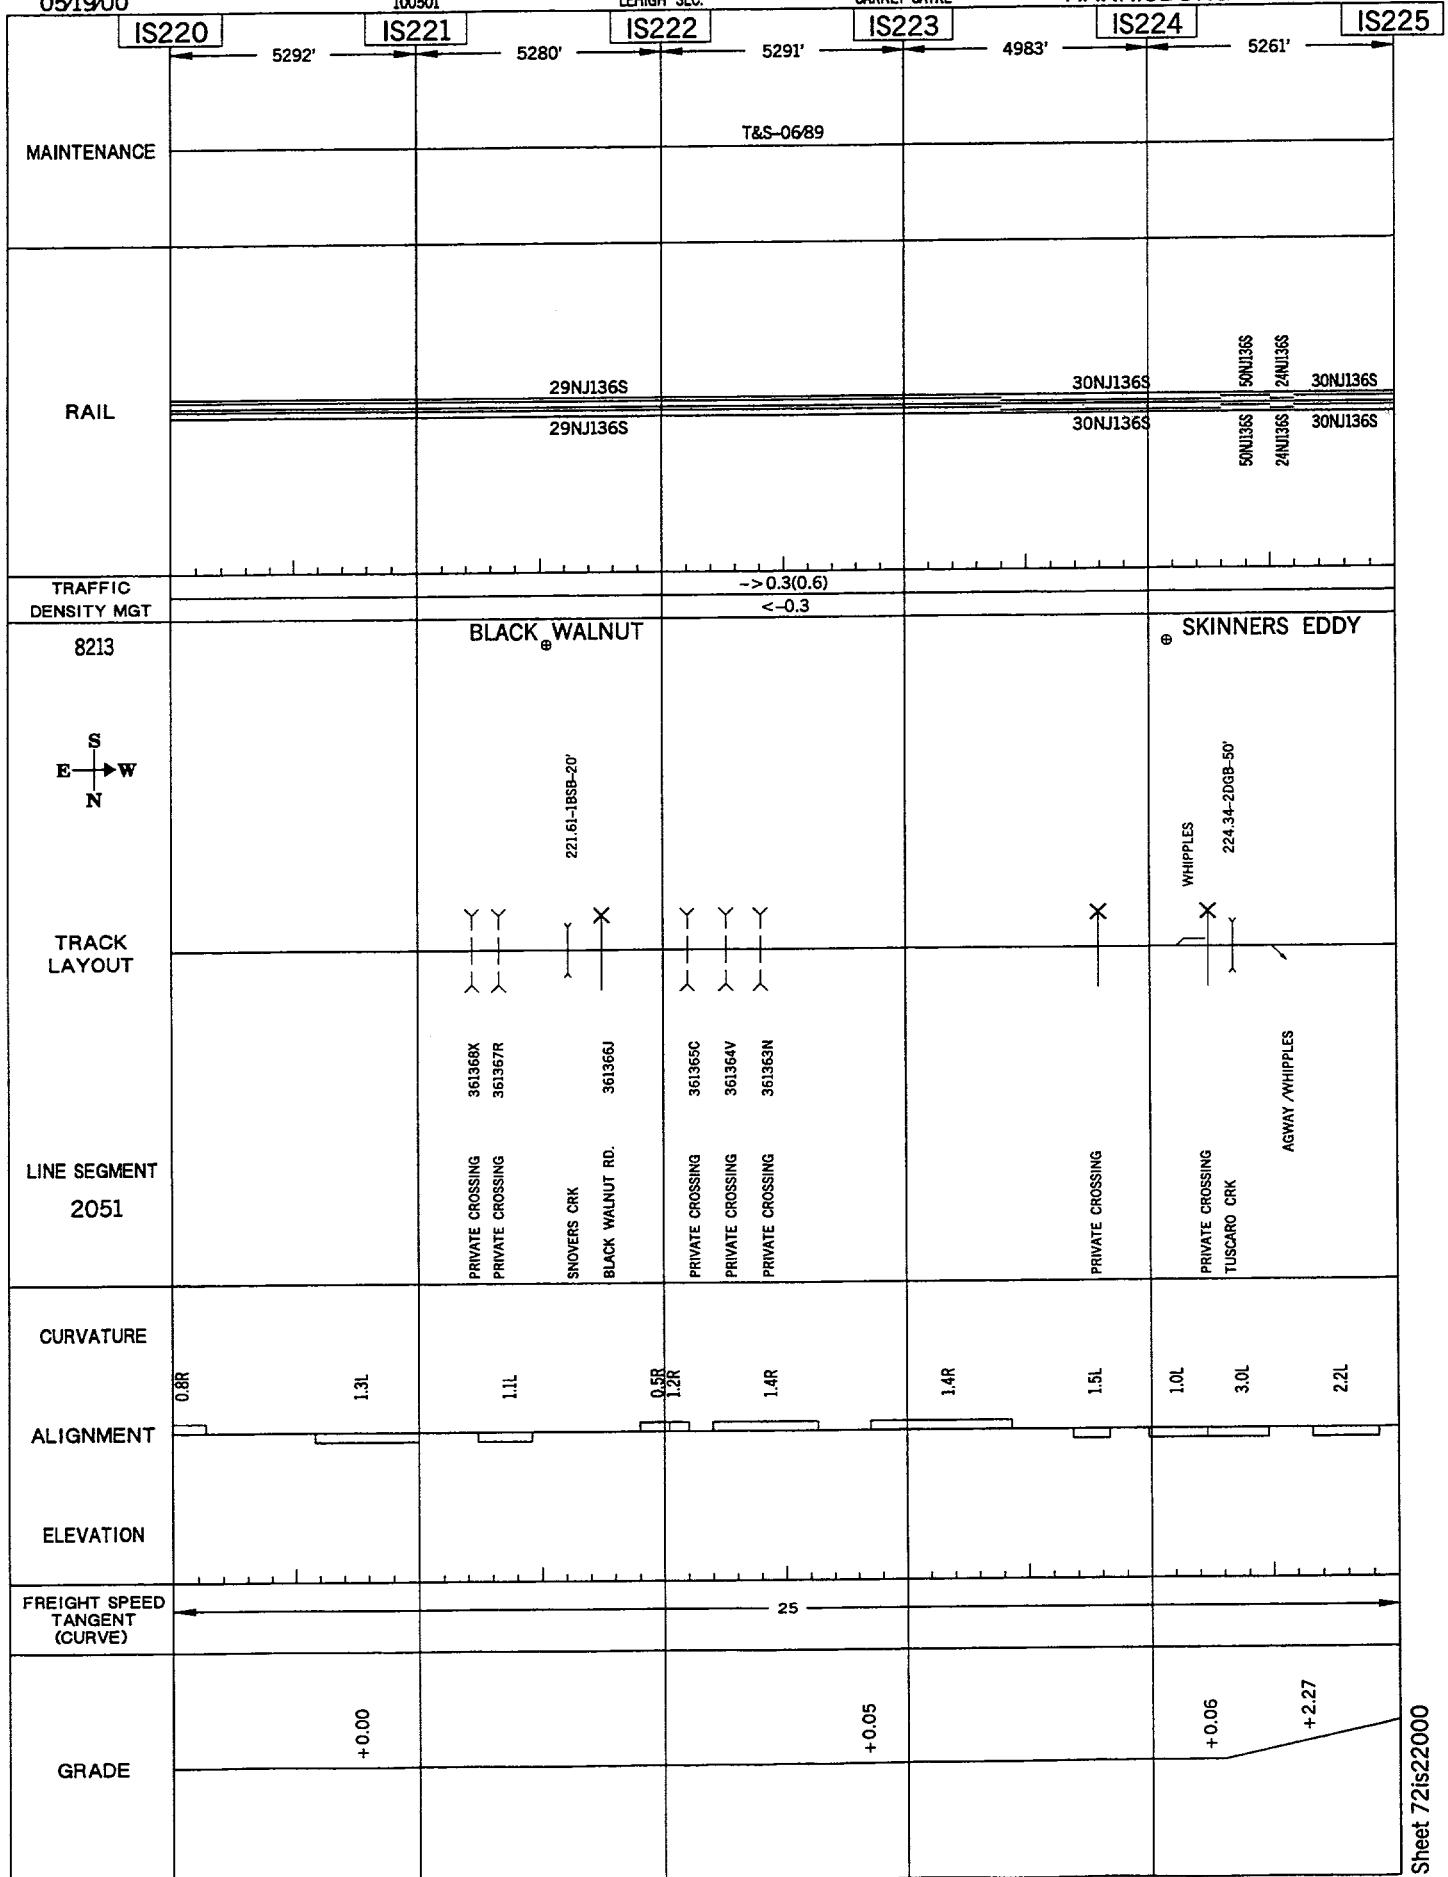 05/19/00
100501
LEHIGH SEC.
IS220
IS221
IS222
IS223
IS224
IS225
5292'
5280'
5291'
4983'
5261'
MAINTENANCE
T&S-06/89
RAIL
29NJ136S
30NJ136S
50NJ136S
24NJ136S
30NJ136S
29NJ136S
30NJ136S
50NJ136S
24NJ136S
30NJ136S
TRAFFIC
DENSITY MGT
->0.3(0.6)
<-0.3
8213
BLACK WALNUT
SKINNERS EDDY
S
E W
N
221.61-1BSB-20'
WHIPPLES
224.34-2DGB-50'
TRACK
LAYOUT
361368X
361367R
361366J
361365C
361364V
361363N
AGWAY/WHIPPLES
LINE SEGMENT
2051
PRIVATE CROSSING
PRIVATE CROSSING
SNOVERS CRK
BLACK WALNUT RD.
PRIVATE CROSSING
PRIVATE CROSSING
PRIVATE CROSSING
PRIVATE CROSSING
PRIVATE CROSSING
TUSCARO CRK
CURVATURE
0.8R
1.3L
1.1L
0.5R
1.2R
1.4R
1.4R
1.5L
1.0L
3.0L
2.2L
ALIGNMENT
ELEVATION
FREIGHT SPEED
TANGENT
(CURVE)
25
GRADE
+0.00
+0.05
+0.06
+2.27
Sheet 72is22000